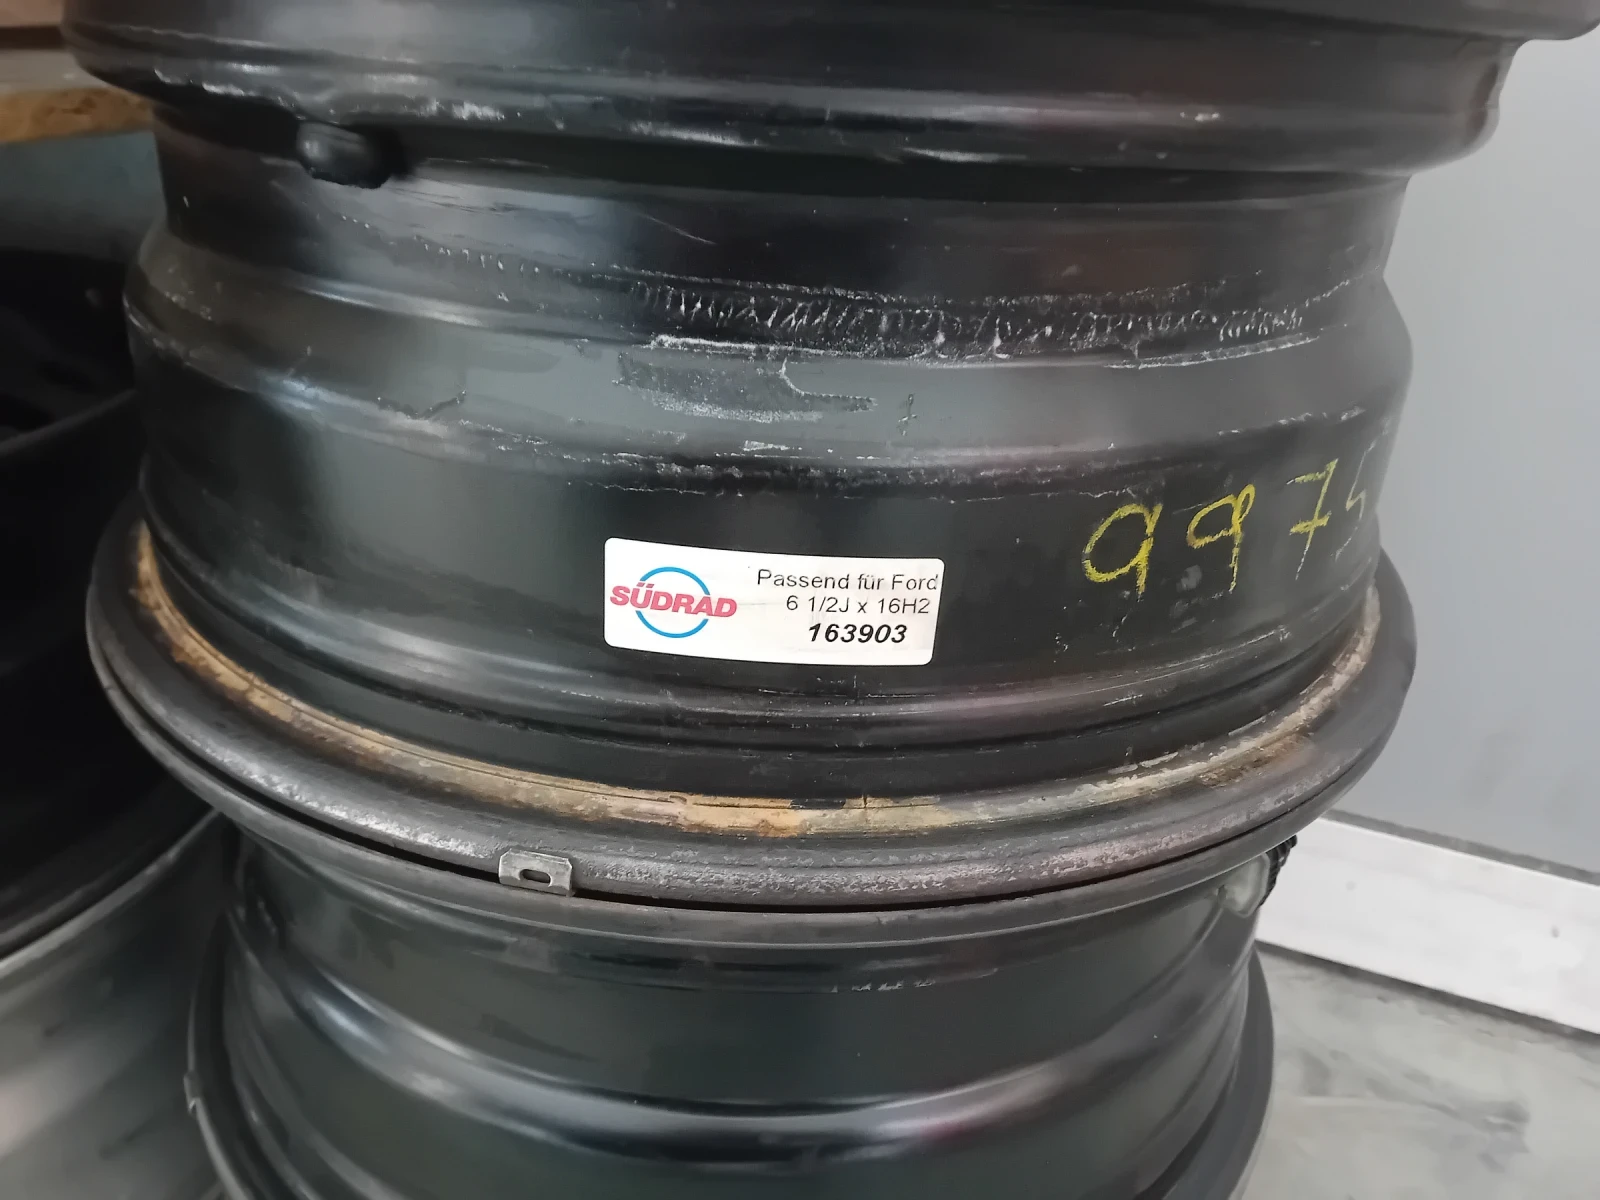 SÜDRAD
Passend für Ford
6 1/2J x 16H2
163903
9975